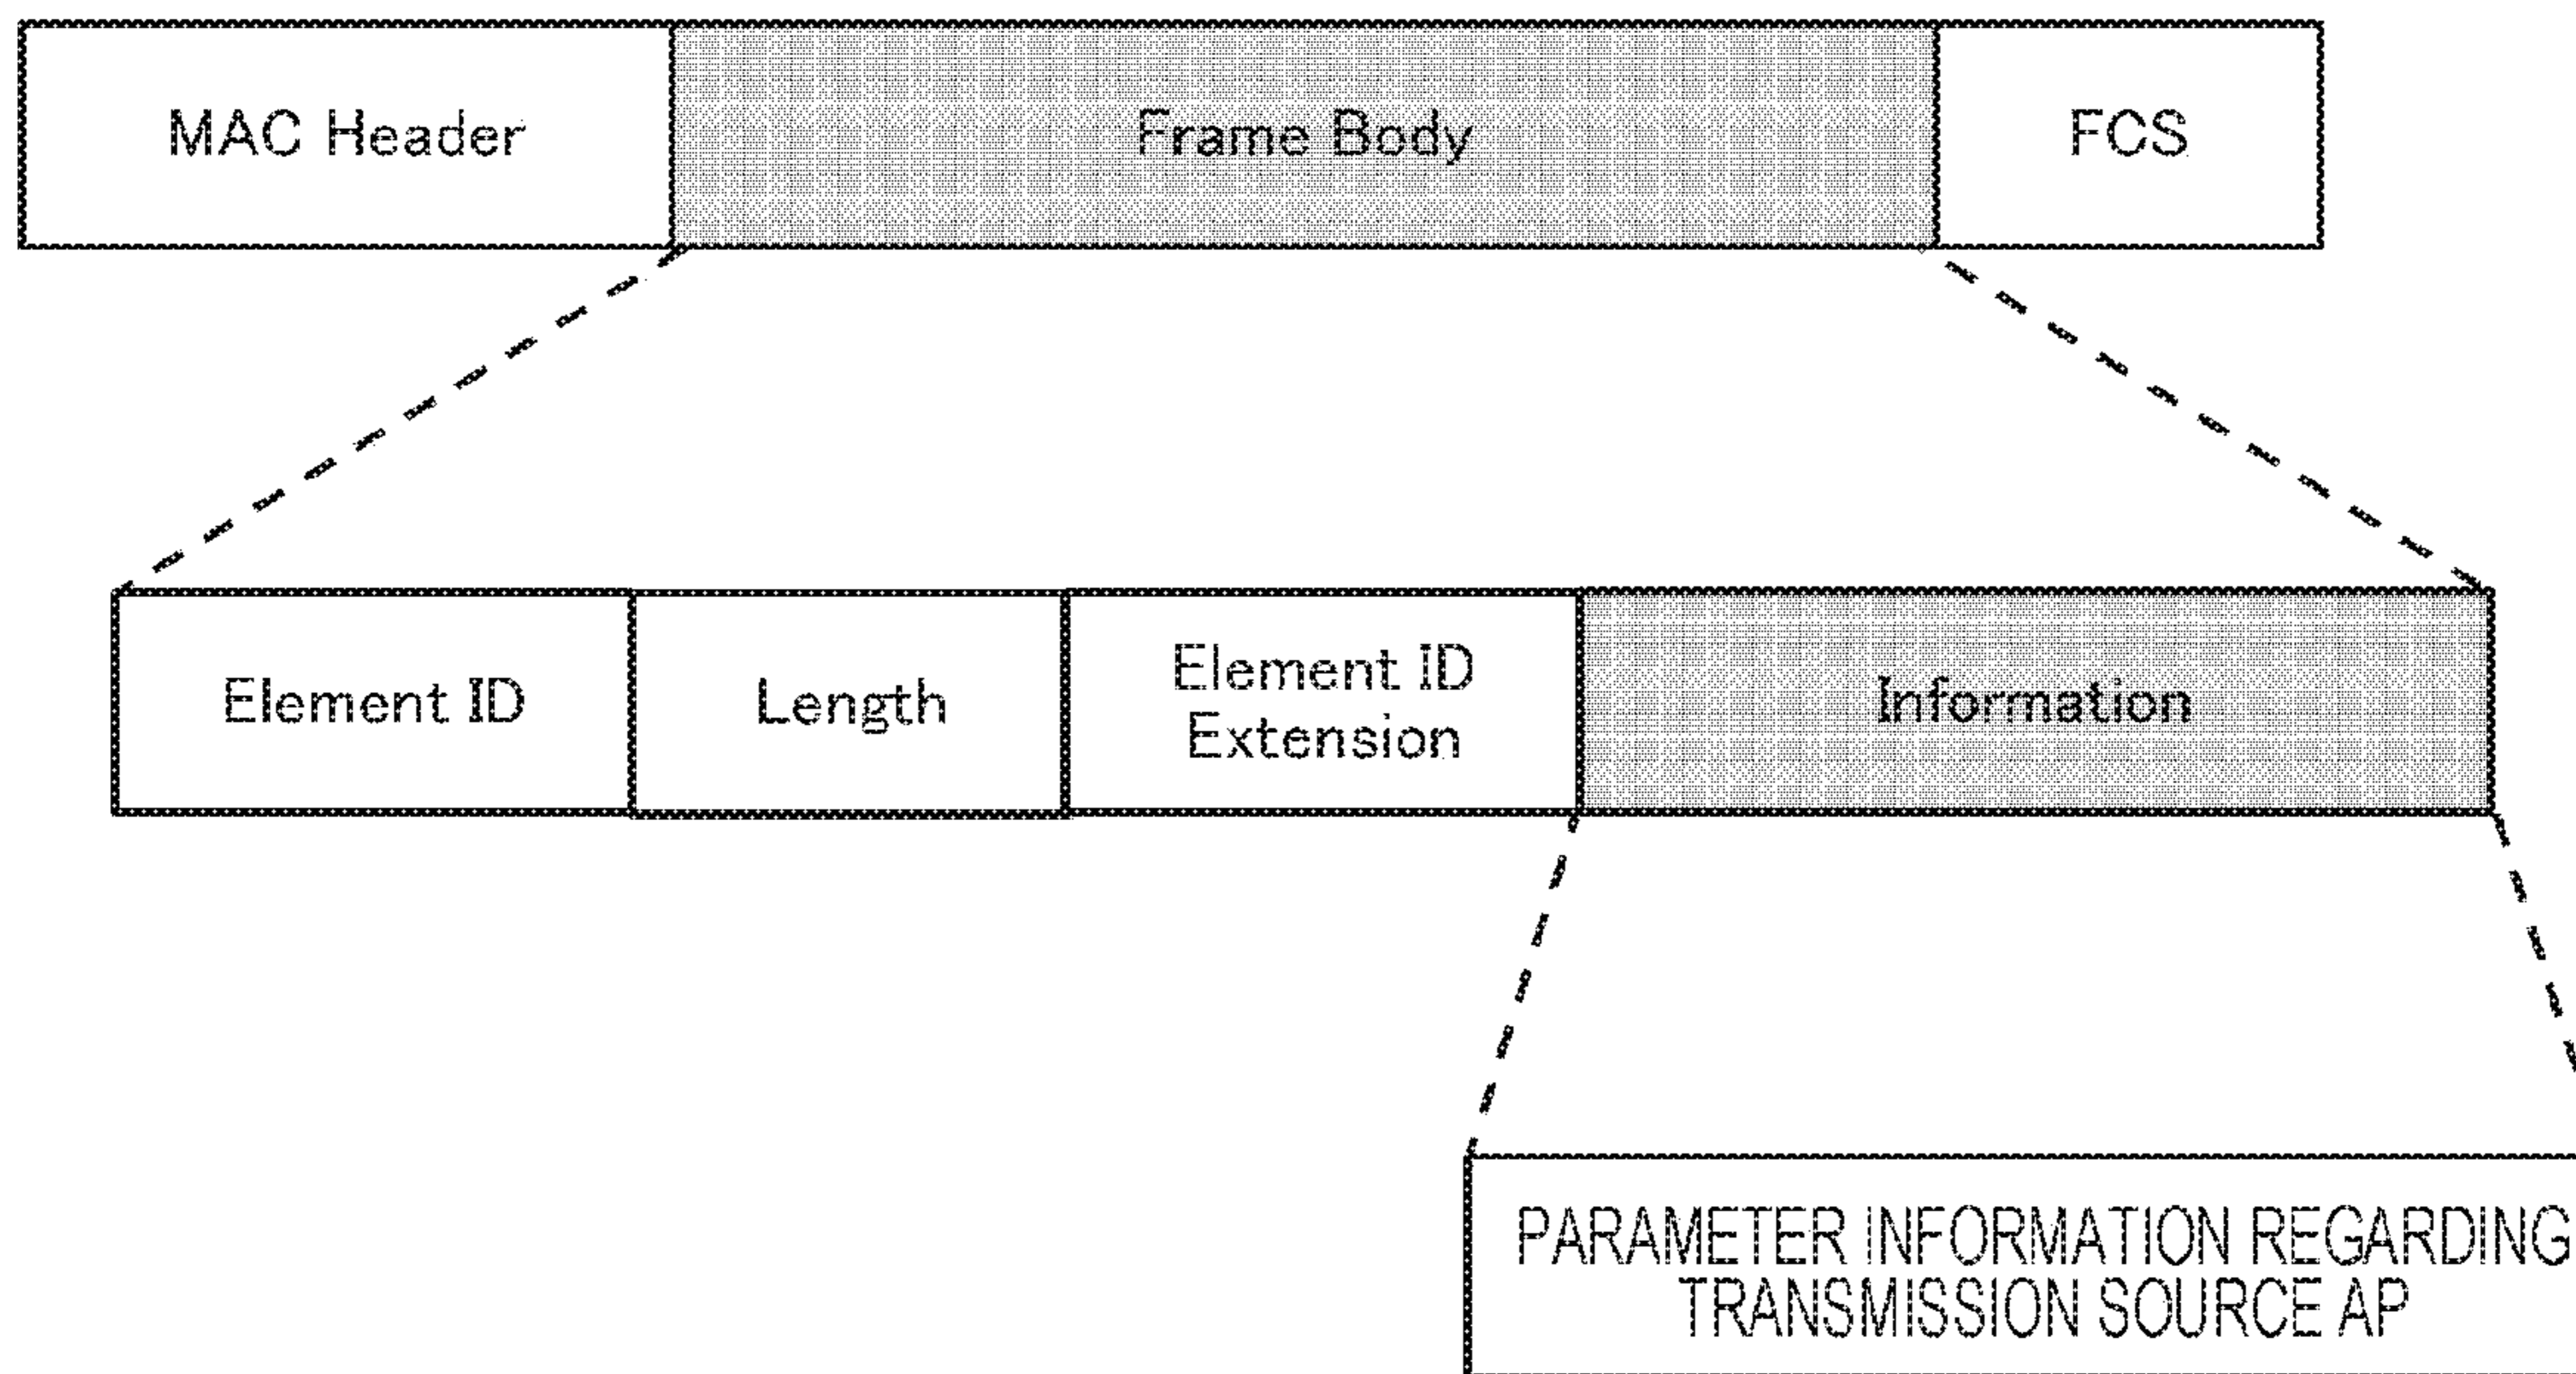 MAC Header
Frame Body
FCS
Element ID
Length
Element ID
Extension
Information
PARAMETER INFORMATION REGARDING
TRANSMISSION SOURCE AP